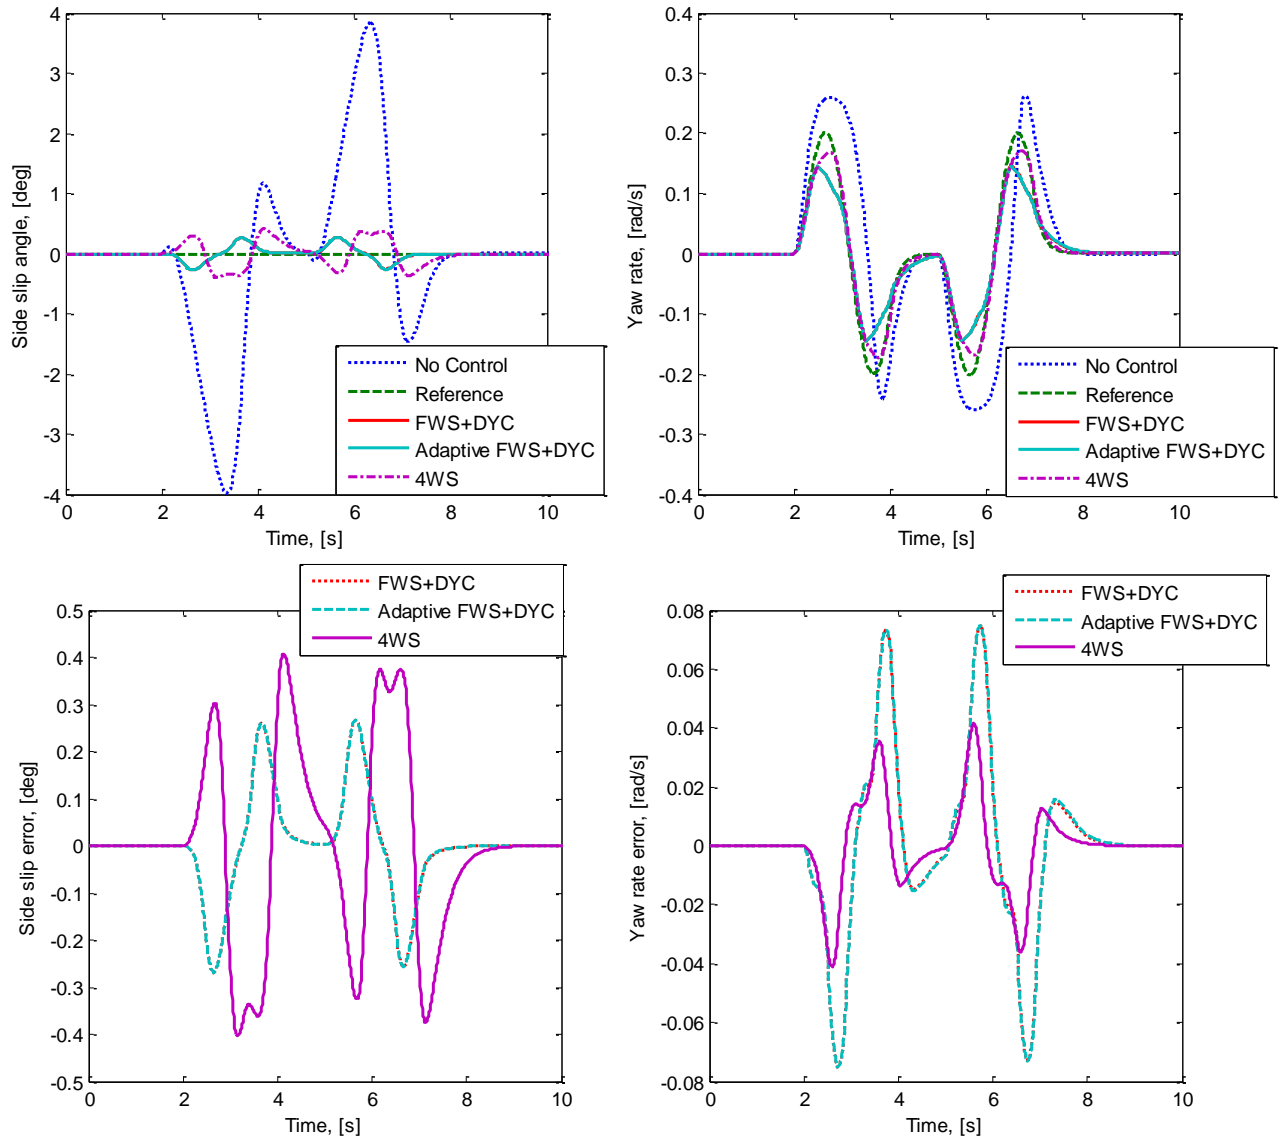 4
3
2
1
0
-1
-2
-3
-4
Side slip angle, [deg]
0 2 4 6 8 10
Time, [s]
No Control
Reference
FWS+DYC
Adaptive FWS+DYC
4WS
0.4
0.3
0.2
0.1
0
-0.1
-0.2
-0.3
-0.4
Yaw rate, [rad/s]
0 2 4 6 8 10
Time, [s]
No Control
Reference
FWS+DYC
Adaptive FWS+DYC
4WS
FWS+DYC
Adaptive FWS+DYC
4WS
0.5
0.4
0.3
0.2
0.1
0
-0.1
-0.2
-0.3
-0.4
-0.5
Side slip error, [deg]
0 2 4 6 8 10
Time, [s]
FWS+DYC
Adaptive FWS+DYC
4WS
0.08
0.06
0.04
0.02
0
-0.02
-0.04
-0.06
-0.08
Yaw rate error, [rad/s]
0 2 4 6 8 10
Time, [s]